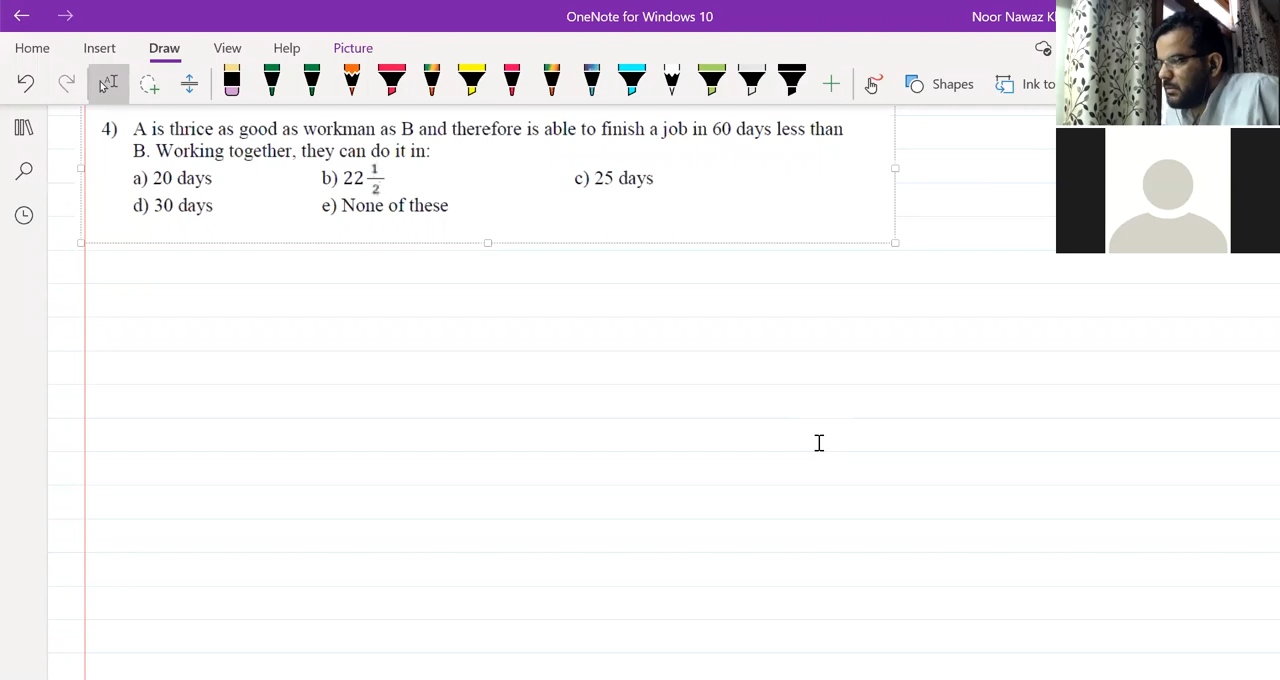 OneNote for Windows 10
Noor Nawaz Kh
Home Insert Draw View Help Picture
Shapes
Ink to
4) A is thrice as good as workman as B and therefore is able to finish a job in 60 days less than
B. Working together, they can do it in:
a) 20 days b) 22 1/2 c) 25 days
d) 30 days e) None of these